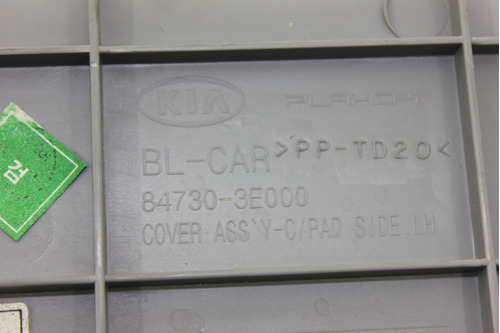 KIA PLAKOR
BL-CAR >PP-TD20<
84730-3E000
COVER ASS'Y-C/PAD SIDE,LH